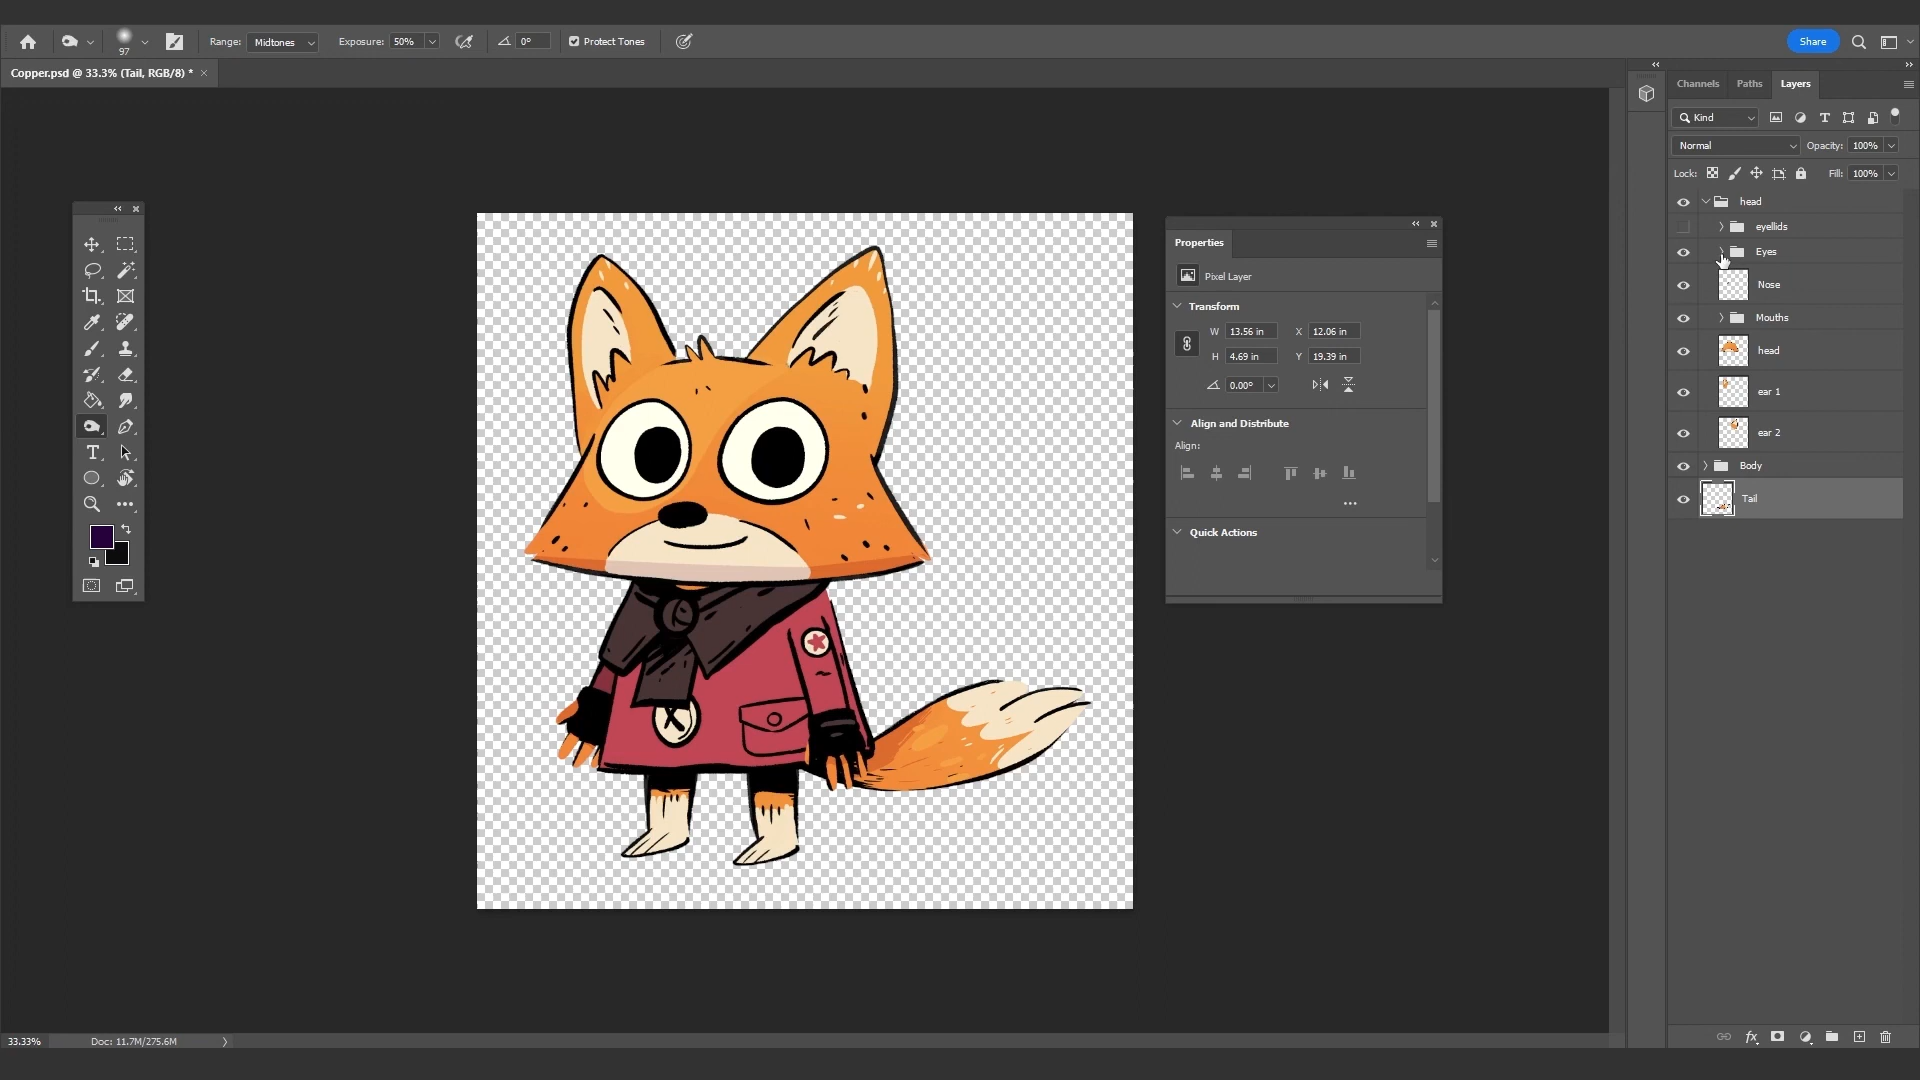 97
Range: Midtones
Exposure: 50%
0°
Protect Tones
Share
Copper.psd @ 33.3% (Tail, RGB/8) *
Channels
Paths
Layers
Kind
Normal
Opacity: 100%
Lock:
Fill: 100%
head
eyellids
Eyes
Nose
Mouths
head
ear 1
ear 2
Body
Tail
Properties
Pixel Layer
Transform
W 13.56 in
X 12.06 in
H 4.69 in
Y 19.39 in
0.00°
Align and Distribute
Align:
Quick Actions
33.33%
Doc: 11.7M/275.6M